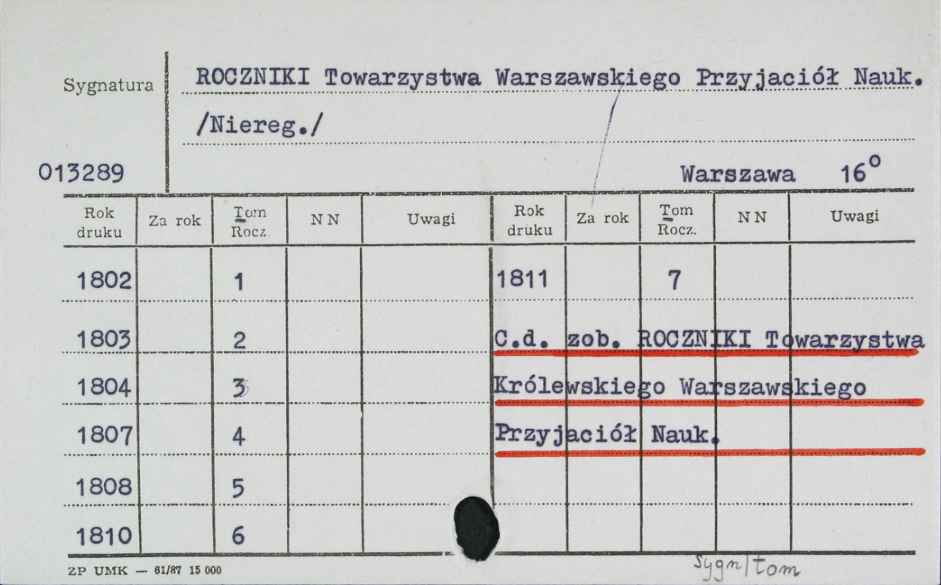 Sygnatura ROCZNIKI Towarzystwa Warszawskiego Przyjaciół Nauk.
/Niereg./
013289 Warszawa 16°
Rok druku Za rok Tom Rocz. NN Uwagi Rok druku Za rok Tom Rocz. NN Uwagi
1802 1 1811 7
1803 2 C.d. zob. ROCZNIKI Towarzystwa
1804 3 Królewskiego Warszawskiego
1807 4 Przyjaciół Nauk.
1808 5
1810 6
ZP UMK — 61/87 15 000 sygn/tom